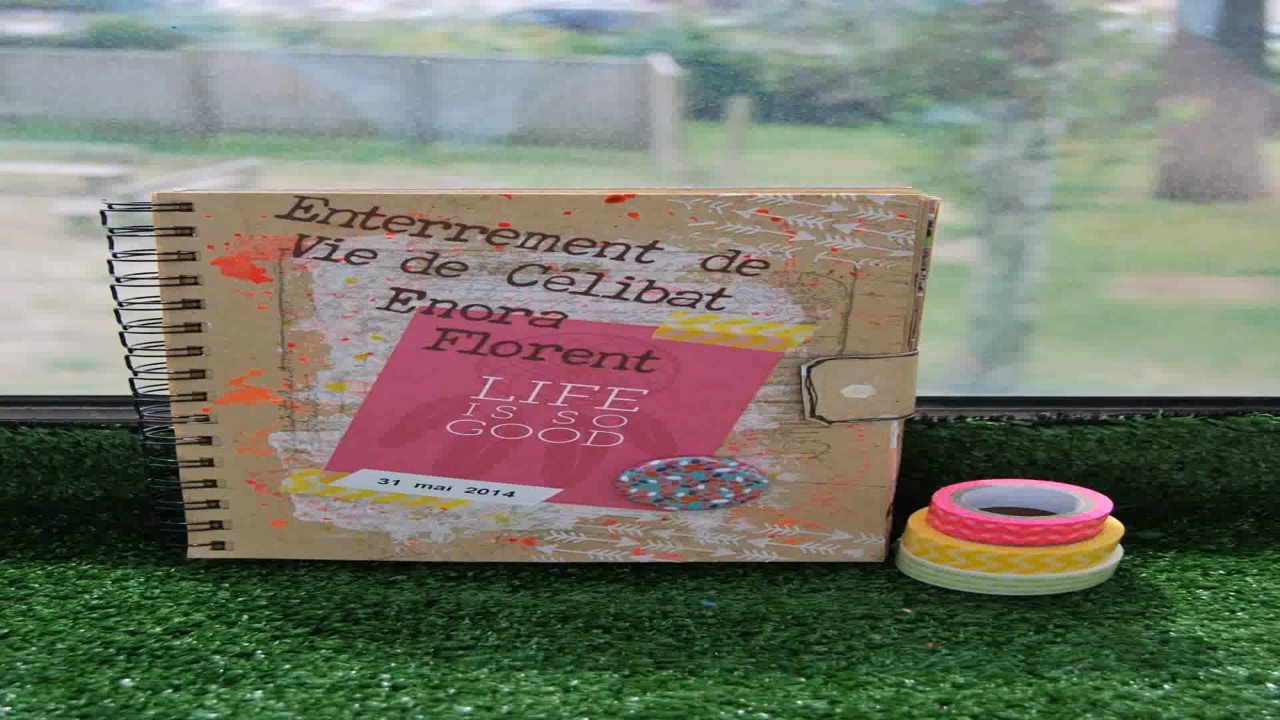 Enterrement de
Vie de Célibat
Enora
Florent
LIFE
IS SO
GOOD
31 mai 2014